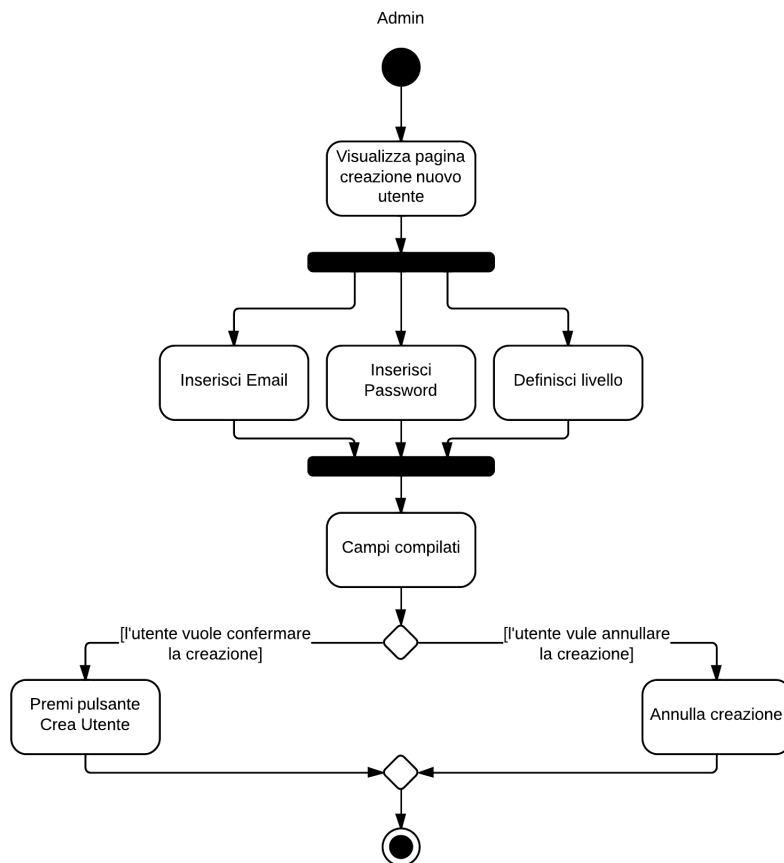 Admin
Visualizza pagina
creazione nuovo
utente
Inserisci Email
Inserisci
Password
Definisci livello
Campi compilati
[l'utente vuole confermare
la creazione]
[l'utente vule annullare
la creazione]
Premi pulsante
Crea Utente
Annulla creazione